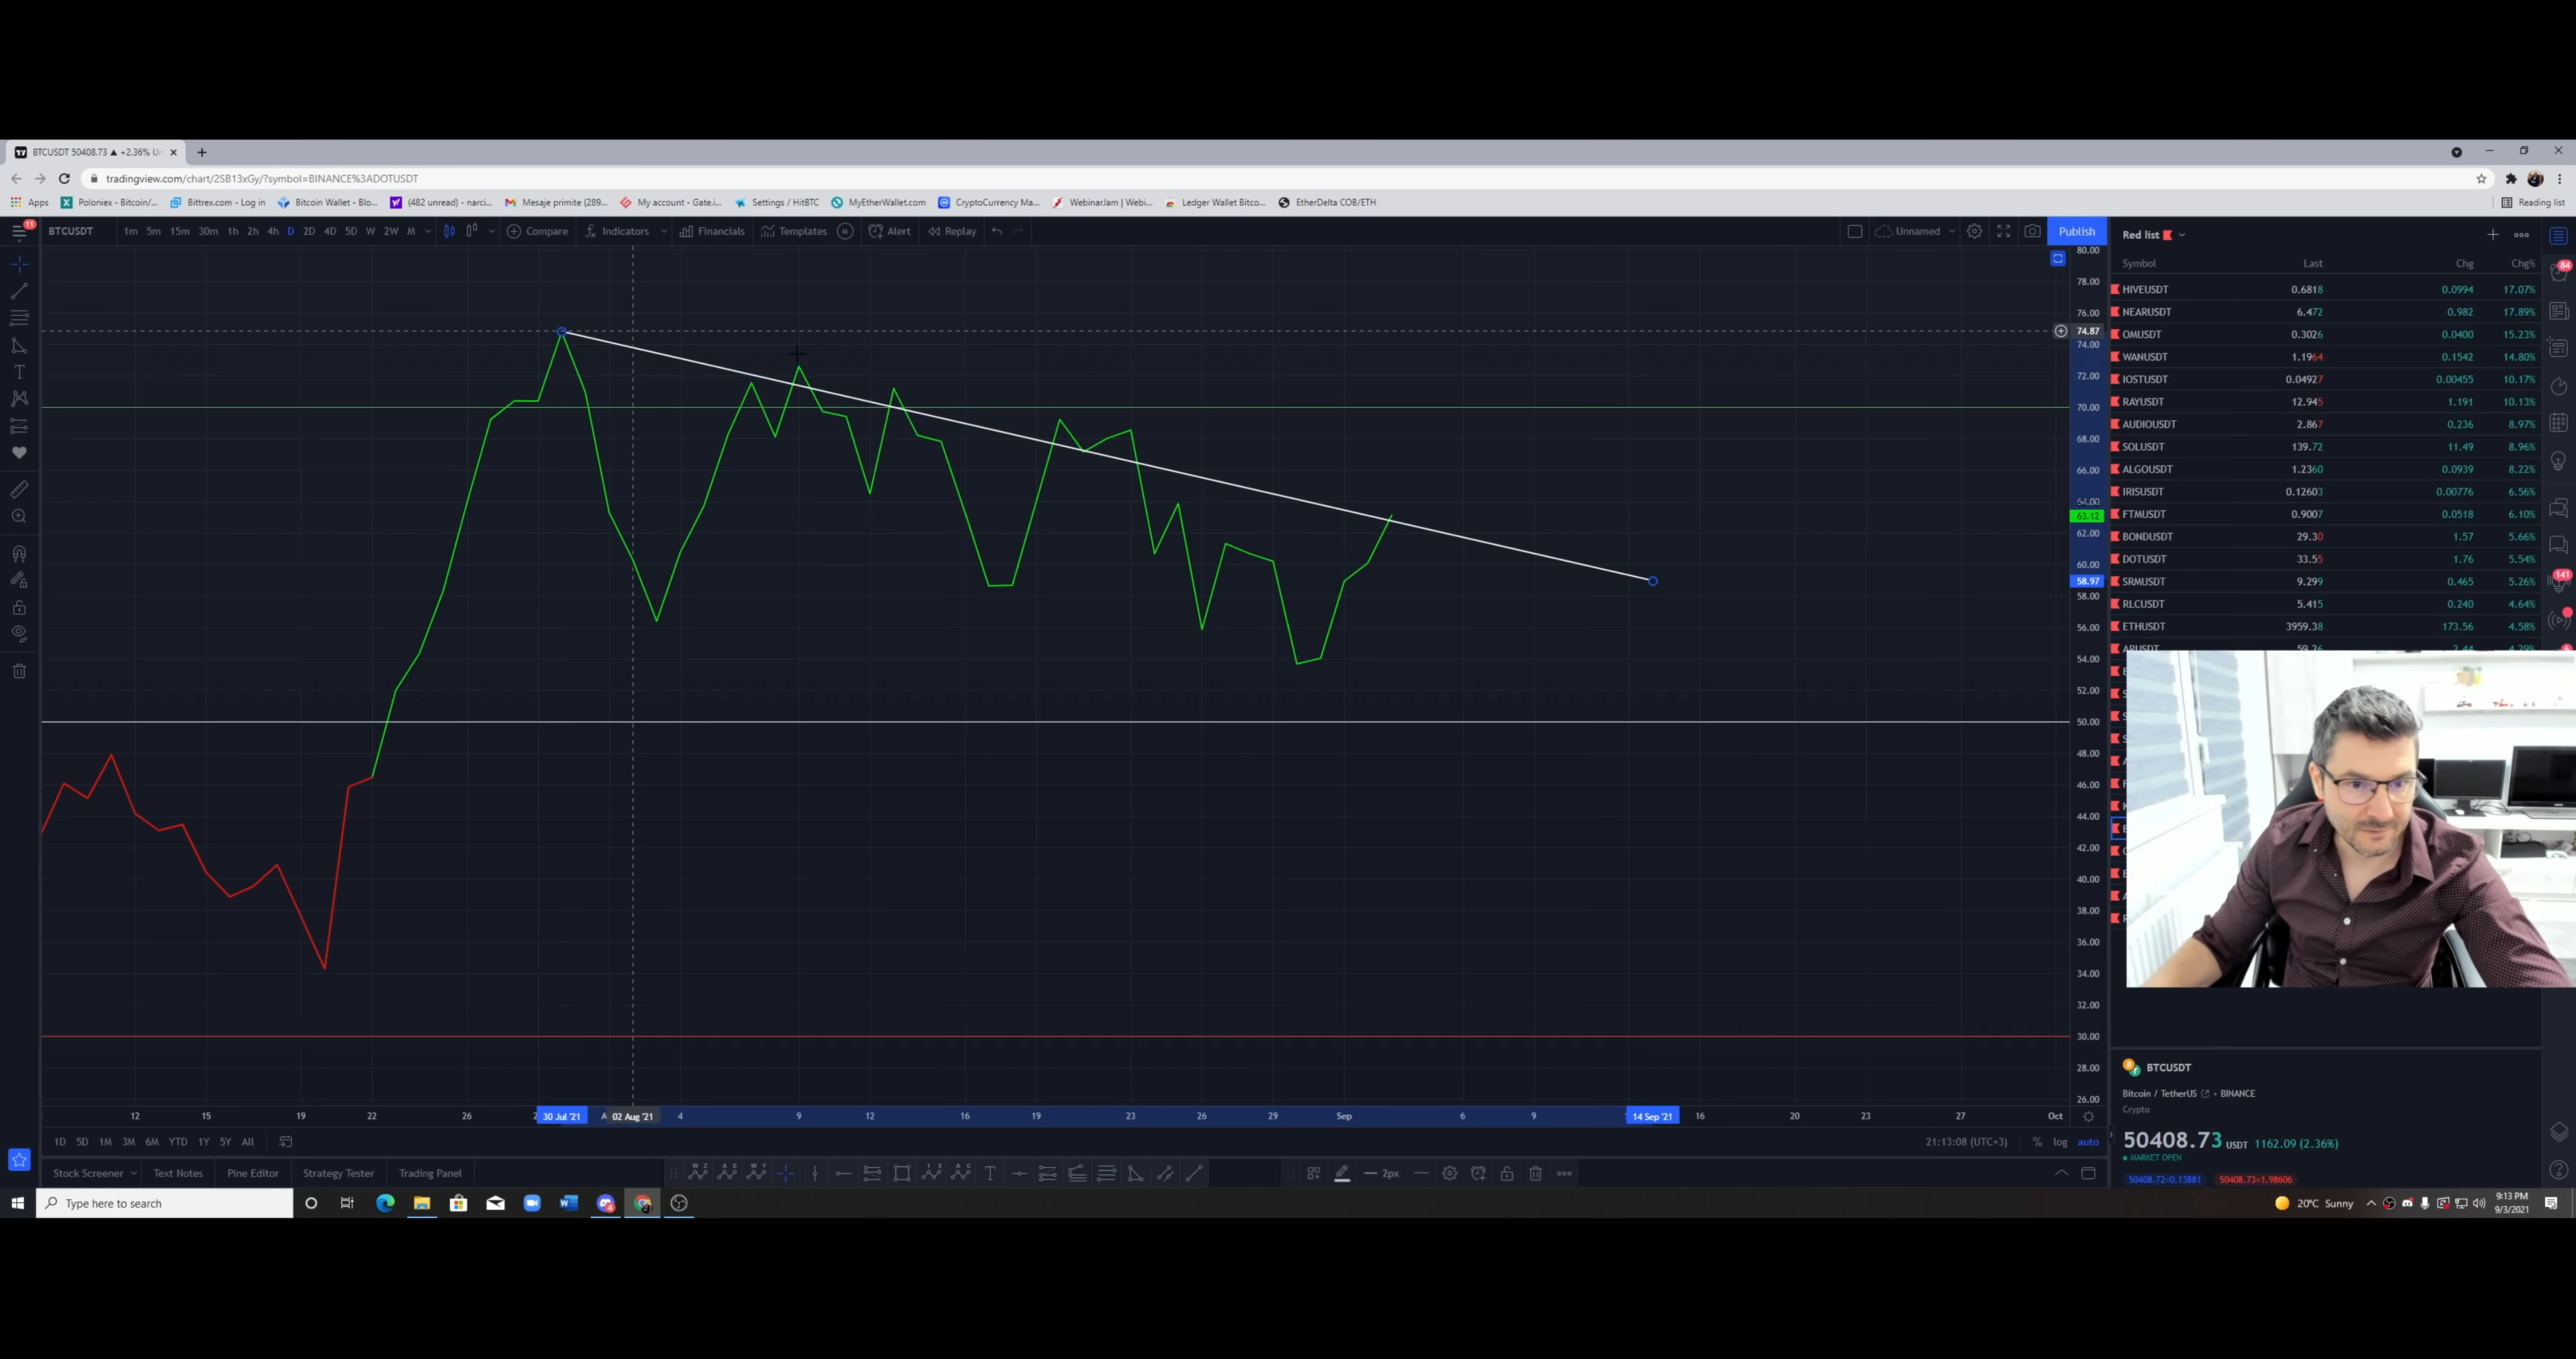 BTCUSDT 50408.73 ▲ +2.36% Un
tradingview.com/chart/2SB13xGy/?symbol=BINANCE%3ADOTUSDT
Apps Poloniex - Bitcoin/... Bittrex.com - Log in Bitcoin Wallet - Blo... (482 unread) - narci... Mesaje primite (289... My account - Gate.i... Settings / HitBTC MyEtherWallet.com CryptoCurrency Ma... WebinarJam | Webi... Ledger Wallet Bitco... EtherDelta COB/ETH Reading list
11
BTCUSDT 1m 5m 15m 30m 1h 2h 4h D 2D 4D 5D W 2W M Compare Indicators Financials Templates M Alert Replay Unnamed Publish
Red list
Symbol Last Chg Chg%
HIVEUSDT 0.6818 0.0994 17.07%
NEARUSDT 6.472 0.982 17.89%
OMUSDT 0.3026 0.0400 15.23%
WANUSDT 1.1964 0.1542 14.80%
IOSTUSDT 0.04927 0.00455 10.17%
RAYUSDT 12.945 1.191 10.13%
AUDIOUSDT 2.867 0.236 8.97%
SOLUSDT 139.72 11.49 8.96%
ALGOUSDT 1.2360 0.0939 8.22%
IRISUSDT 0.12603 0.00776 6.56%
FTMUSDT 0.9007 0.0518 6.10%
BONDUSDT 29.30 1.57 5.66%
DOTUSDT 33.55 1.76 5.54%
SRMUSDT 9.299 0.465 5.26%
RLCUSDT 5.415 0.240 4.64%
ETHUSDT 3959.38 173.56 4.58%
84
141
80.00
78.00
76.00
74.87
74.00
72.00
70.00
68.00
66.00
64.00
63.12
62.00
60.00
58.97
58.00
56.00
54.00
52.00
50.00
48.00
46.00
44.00
42.00
40.00
38.00
36.00
34.00
32.00
30.00
28.00
26.00
12 15 19 22 26 30 Jul '21 02 Aug '21 4 9 12 16 19 23 26 29 Sep 6 9 14 Sep '21 16 20 23 27 Oct
1D 5D 1M 3M 6M YTD 1Y 5Y All 21:13:08 (UTC+3) % log auto
Stock Screener Text Notes Pine Editor Strategy Tester Trading Panel 2px
BTCUSDT
Bitcoin / TetherUS • BINANCE
Crypto
50408.73 USDT 1162.09 (2.36%)
MARKET OPEN
50408.72×0.13881 50408.73×1.98606
Type here to search
20°C Sunny
9:13 PM
9/3/2021